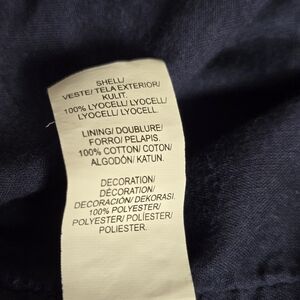 SHELL/
VESTE/ TELA EXTERIOR/
KULIT.
100% LYOCELL/ LYOCELL/
LYOCELL/ LYOCELL.
LINING/ DOUBLURE/
FORRO/ PELAPIS.
100% COTTON/ COTON/
ALGODÓN/ KATUN.
DECORATION/
DÉCORATION/
DECORACIÓN/ DEKORASI.
100% POLYESTER/
POLYESTER/ POLIÉSTER/
POLIESTER.